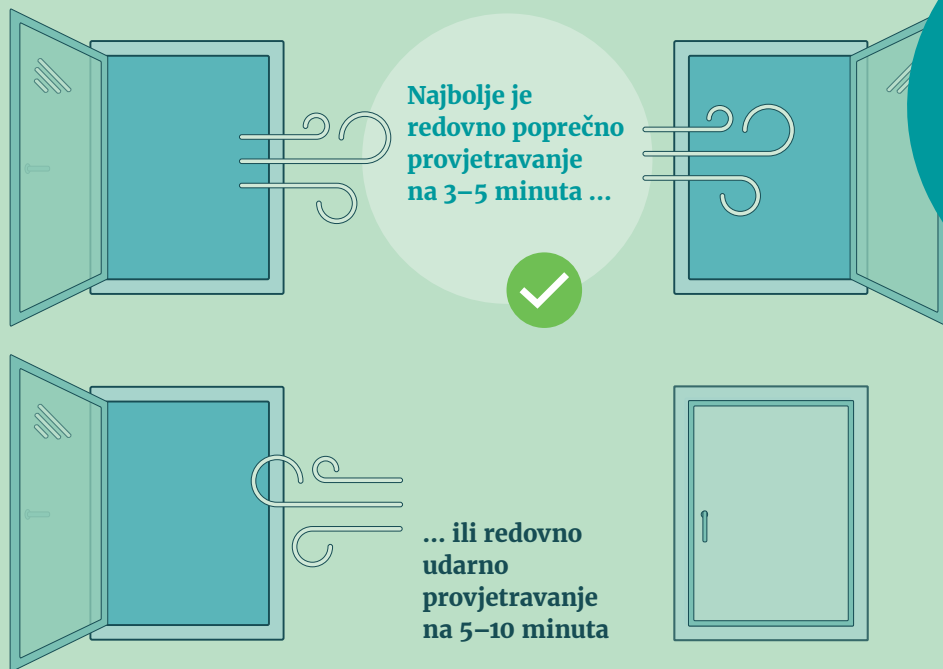 Najbolje je
redovno poprečno
provjetravanje
na 3–5 minuta ...
... ili redovno
udarno
provjetravanje
na 5–10 minuta